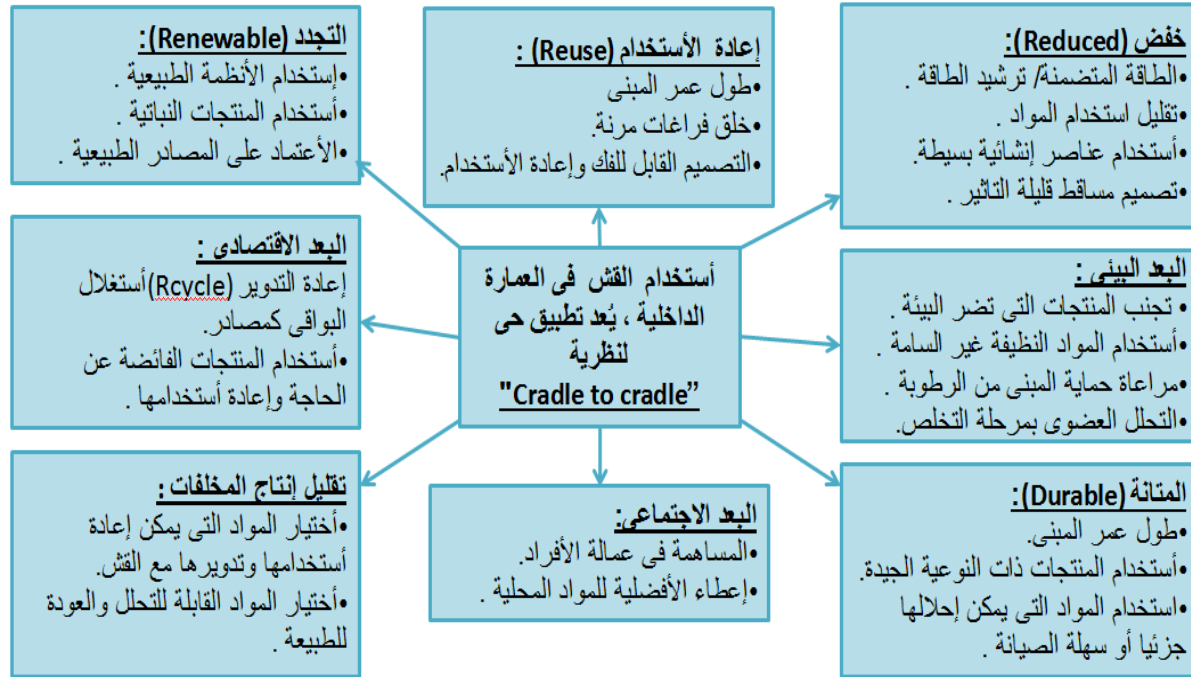 خفض (Reduced):
•الطاقة المتضمنة/ ترشيد الطاقة .
•تقليل استخدام المواد .
•أستخدام عناصر إنشائية بسيطة.
•تصميم مساقط قليلة التاثير .
إعادة الأستخدام (Reuse) :
•طول عمر المبنى
•خلق فراغات مرنة.
•التصميم القابل للفك وإعادة الأستخدام.
التجدد (Renewable):
•إستخدام الأنظمة الطبيعية .
•أستخدام المنتجات النباتية .
•الأعتماد على المصادر الطبيعية .
البعد البيئى :
• تجنب المنتجات التى تضر البيئة .
•أستخدام المواد النظيفة غير السامة .
•مراعاة حماية المبنى من الرطوبة .
•التحلل العضوى بمرحلة التخلص.
أستخدام القش فى العمارة
الداخلية ، يُعد تطبيق حى
لنظرية
"Cradle to cradle”
البعد الاقتصادى :
إعادة التدوير (Rcycle)أستغلال
البواقى كمصادر.
•أستخدام المنتجات الفائضة عن
الحاجة وإعادة أستخدامها .
المتانة (Durable):
•طول عمر المبنى.
•أستخدام المنتجات ذات النوعية الجيدة.
•استخدام المواد التى يمكن إحلالها
جزئيا أو سهلة الصيانة .
البعد الاجتماعى:
•المساهمة فى عمالة الأفراد.
•إعطاء الأفضلية للمواد المحلية .
تقليل إنتاج المخلفات :
•أختيار المواد التى يمكن إعادة
أستخدامها وتدويرها مع القش.
•أختيار المواد القابلة للتحلل والعودة
للطبيعة .